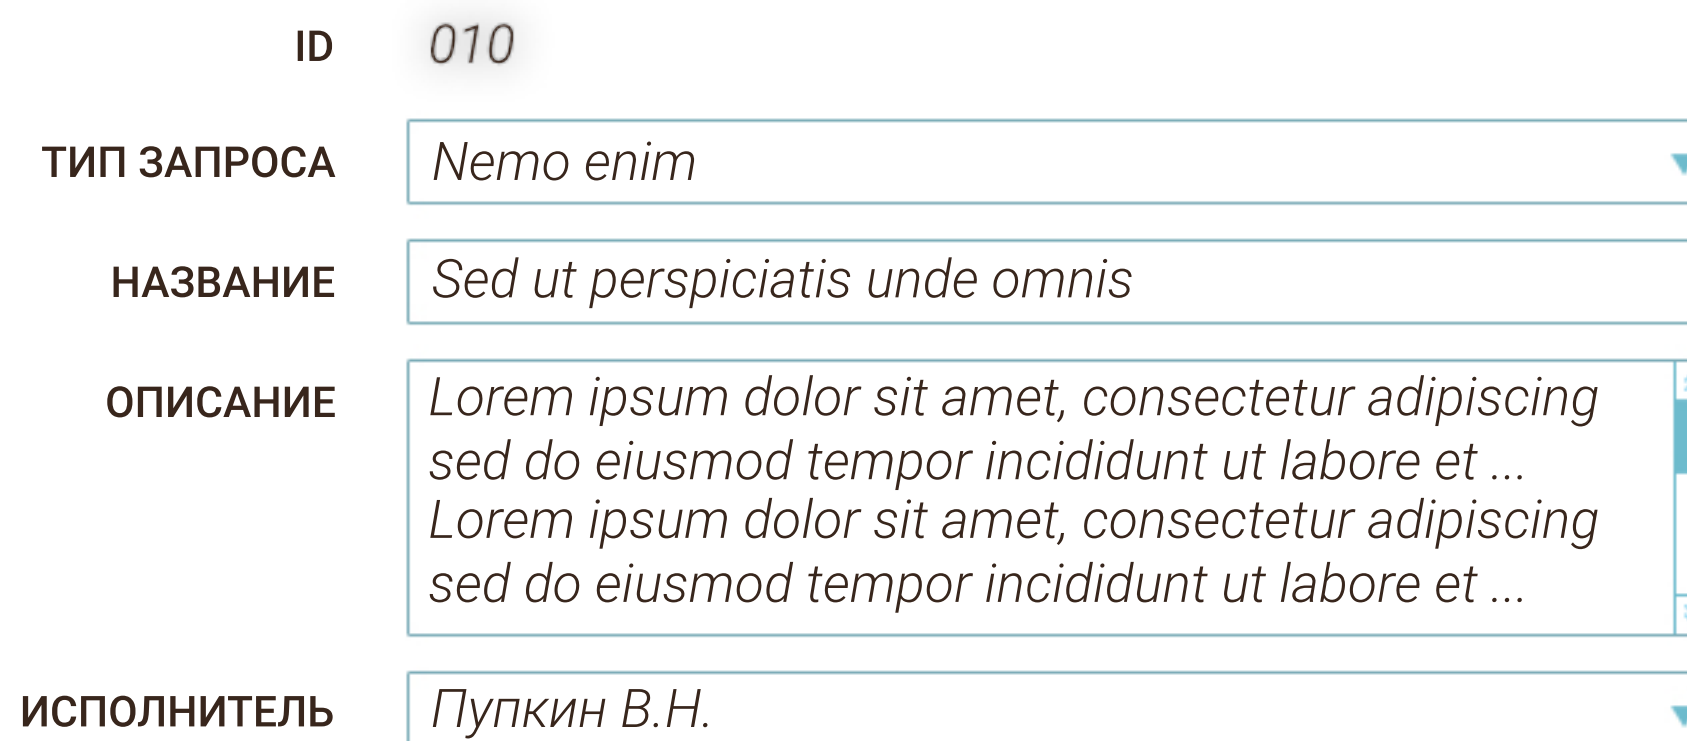 ID 010
ТИП ЗАПРОСА Nemo enim
НАЗВАНИЕ Sed ut perspiciatis unde omnis
ОПИСАНИЕ Lorem ipsum dolor sit amet, consectetur adipiscing
sed do eiusmod tempor incididunt ut labore et ...
Lorem ipsum dolor sit amet, consectetur adipiscing
sed do eiusmod tempor incididunt ut labore et ...
ИСПОЛНИТЕЛЬ Пупкин В.Н.